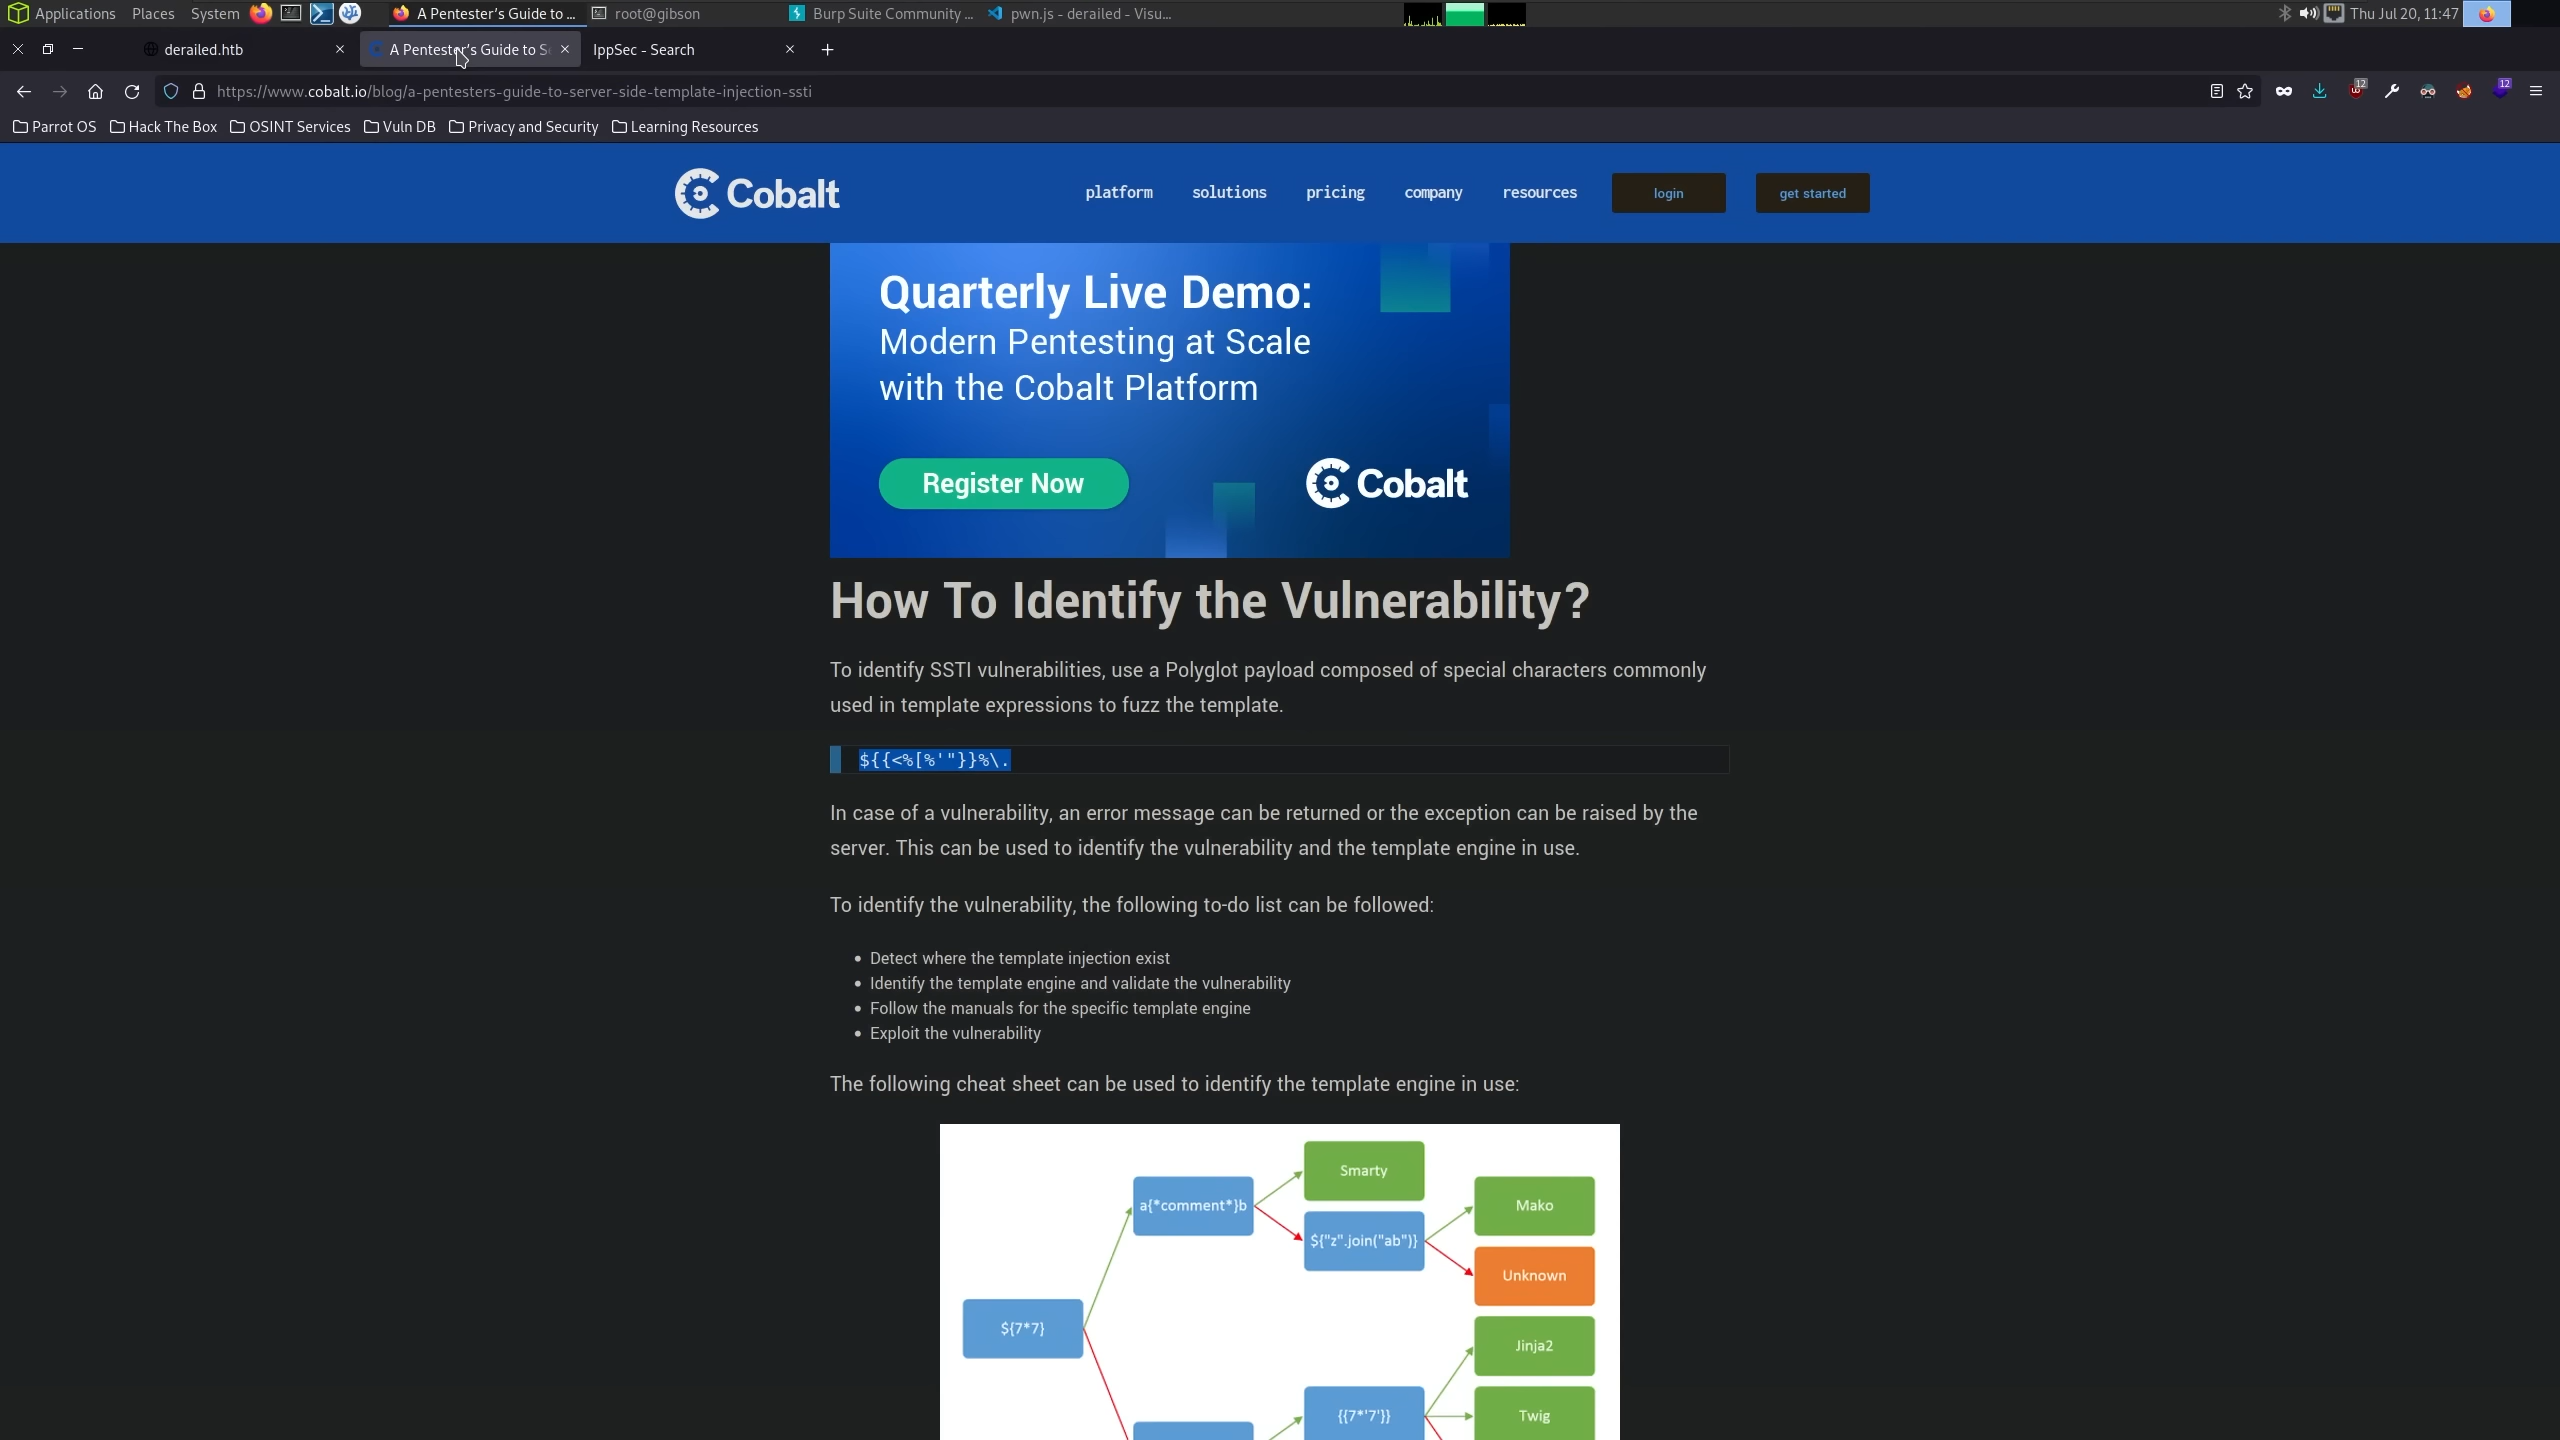 Applications Places System A Pentester’s Guide to ... root@gibson Burp Suite Community ... pwn.js - derailed - Visu... Thu Jul 20, 11:47
derailed.htb A Pentester’s Guide to S IppSec - Search
https://www.cobalt.io/blog/a-pentesters-guide-to-server-side-template-injection-ssti 12 12
Parrot OS Hack The Box OSINT Services Vuln DB Privacy and Security Learning Resources
Cobalt platform solutions pricing company resources login get started
Quarterly Live Demo:
Modern Pentesting at Scale
with the Cobalt Platform
Register Now Cobalt
How To Identify the Vulnerability?
To identify SSTI vulnerabilities, use a Polyglot payload composed of special characters commonly
used in template expressions to fuzz the template.
${{<%[%'"}}%\.
In case of a vulnerability, an error message can be returned or the exception can be raised by the
server. This can be used to identify the vulnerability and the template engine in use.
To identify the vulnerability, the following to-do list can be followed:
• Detect where the template injection exist
• Identify the template engine and validate the vulnerability
• Follow the manuals for the specific template engine
• Exploit the vulnerability
The following cheat sheet can be used to identify the template engine in use:
Smarty
a{*comment*}b Mako
${"z".join("ab")}
Unknown
${7*7}
Jinja2
{{7*'7'}} Twig